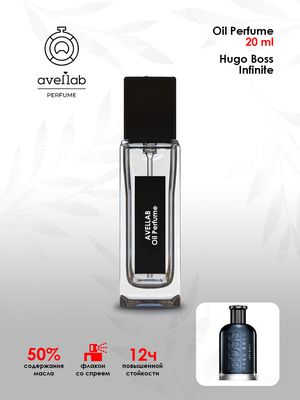 avellab
PERFUME
Oil Perfume
20 ml
Hugo Boss
Infinite
AVELLAB
Oil Perfume
BOSS
50%
содержания
масла
флакон
со спреем
12ч
повышенной
стойкости